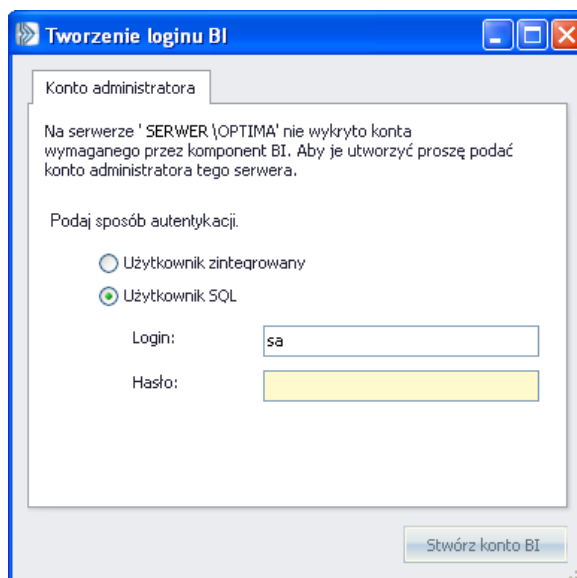 Tworzenie loginu BI
Konto administratora
Na serwerze ' SERWER \OPTIMA' nie wykryto konta
wymaganego przez komponent BI. Aby je utworzyć proszę podać
konto administratora tego serwera.
Podaj sposób autentykacji.
Użytkownik zintegrowany
Użytkownik SQL
Login:
sa
Hasło:
Stwórz konto BI